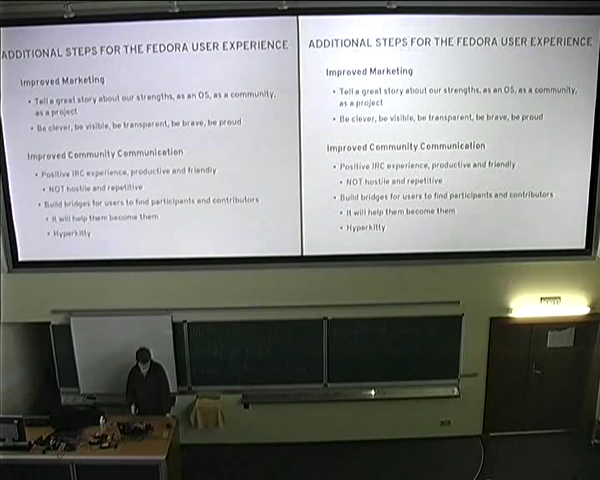 ADDITIONAL STEPS FOR THE FEDORA USER EXPERIENCE
Improved Marketing
• Tell a great story about our strengths, as an OS, as a community,
as a project
• Be clever, be visible, be transparent, be brave, be proud
Improved Community Communication
• Positive IRC experience, productive and friendly
• NOT hostile and repetitive
• Build bridges for users to find participants and contributors
• It will help them become them
• Hyperkitty
ADDITIONAL STEPS FOR THE FEDORA USER EXPERIENCE
Improved Marketing
• Tell a great story about our strengths, as an OS, as a community,
as a project
• Be clever, be visible, be transparent, be brave, be proud
Improved Community Communication
• Positive IRC experience, productive and friendly
• NOT hostile and repetitive
• Build bridges for users to find participants and contributors
• It will help them become them
• Hyperkitty